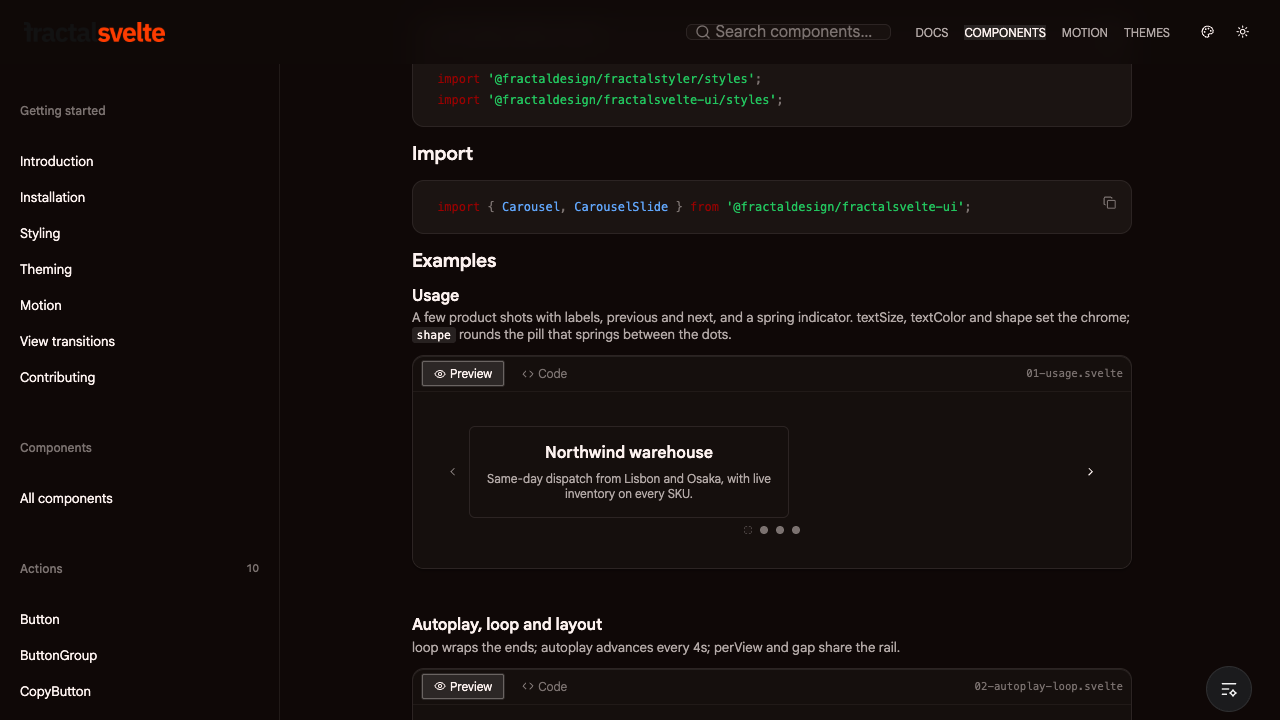 fractalsvelte
Search components...
DOCS
COMPONENTS
MOTION
THEMES
Getting started
Introduction
Installation
Styling
Theming
Motion
View transitions
Contributing
Components
All components
Actions 10
Button
ButtonGroup
CopyButton
import '@fractaldesign/fractalstyler/styles';
import '@fractaldesign/fractalsvelte-ui/styles';
Import
import { Carousel, CarouselSlide } from '@fractaldesign/fractalsvelte-ui';
Examples
Usage
A few product shots with labels, previous and next, and a spring indicator. textSize, textColor and shape set the chrome;
shape rounds the pill that springs between the dots.
Preview
Code
01-usage.svelte
Northwind warehouse
Same-day dispatch from Lisbon and Osaka, with live
inventory on every SKU.
Autoplay, loop and layout
loop wraps the ends; autoplay advances every 4s; perView and gap share the rail.
Preview
Code
02-autoplay-loop.svelte